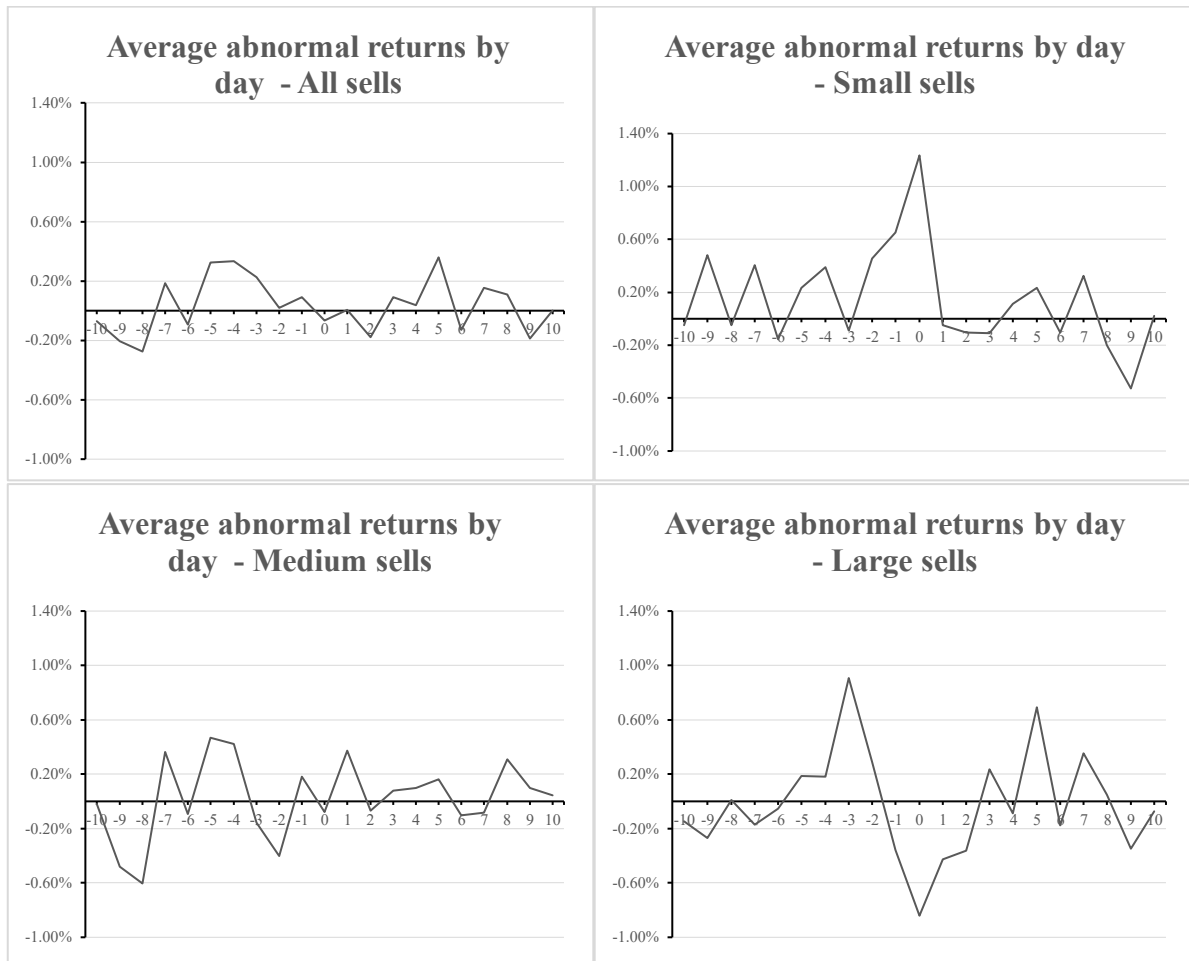 Average abnormal returns by
day - All sells
1.40%
1.00%
0.60%
0.20%
-10 -9 -8 -7 -6 -5 -4 -3 -2 -1 0 1 2 3 4 5 6 7 8 9 10
-0.20%
-0.60%
-1.00%
Average abnormal returns by day
- Small sells
1.40%
1.00%
0.60%
0.20%
-10 -9 -8 -7 -6 -5 -4 -3 -2 -1 0 1 2 3 4 5 6 7 8 9 10
-0.20%
-0.60%
-1.00%
Average abnormal returns by
day - Medium sells
1.40%
1.00%
0.60%
0.20%
-10 -9 -8 -7 -6 -5 -4 -3 -2 -1 0 1 2 3 4 5 6 7 8 9 10
-0.20%
-0.60%
-1.00%
Average abnormal returns by day
- Large sells
1.40%
1.00%
0.60%
0.20%
-10 -9 -8 -7 -6 -5 -4 -3 -2 -1 0 1 2 3 4 5 6 7 8 9 10
-0.20%
-0.60%
-1.00%